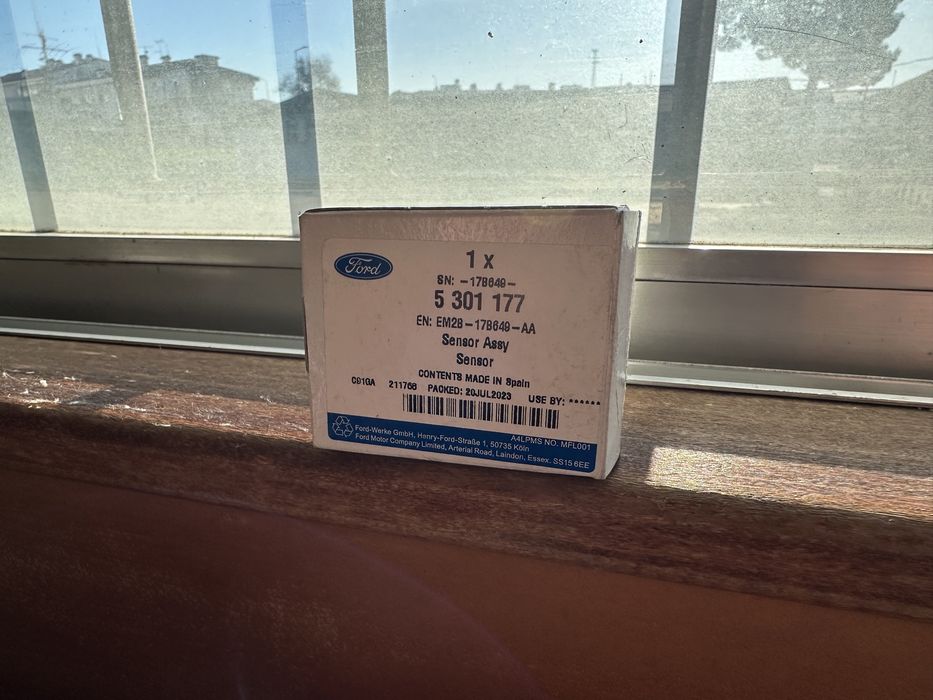 Ford
1 x
SN: -17B649-
5 301 177
EN: EM2B-17B649-AA
Sensor Assy
Sensor
CONTENTS MADE IN Spain
C91GA 211768 PACKED: 20JUL2023 USE BY: ******
A4LPMS NO. MFL001
Ford-Werke GmbH, Henry-Ford-Straße 1, 50735 Köln
Ford Motor Company Limited, Arterial Road, Laindon, Essex. SS15 6EE